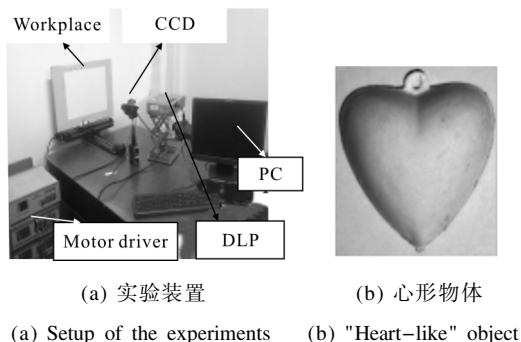 Workplace CCD
PC
Motor driver DLP
(a) 实验装置 (b) 心形物体
(a) Setup of the experiments (b) "Heart−like" object